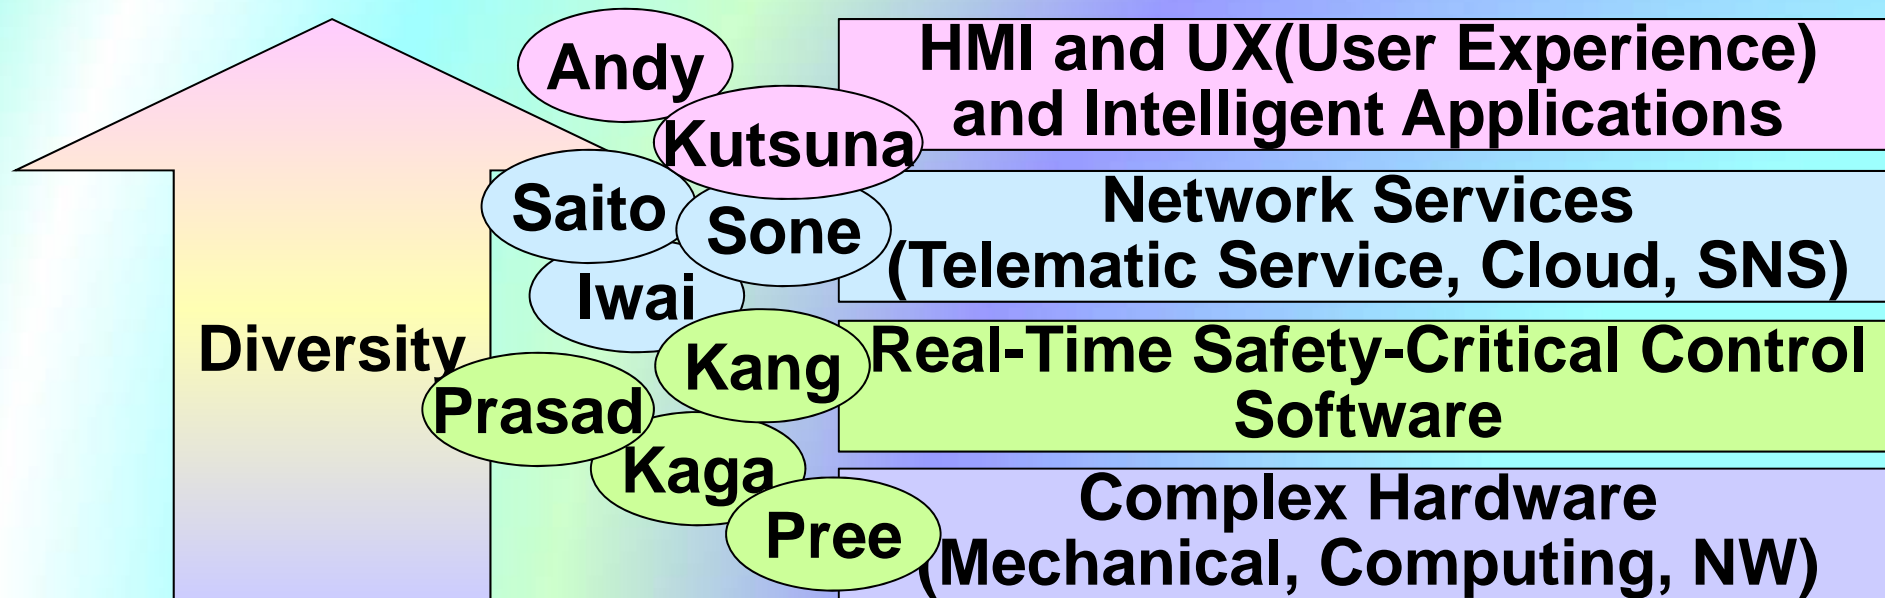 Andy
HMI and UX(User Experience)
and Intelligent Applications
Kutsuna
Saito
Sone
Network Services
(Telematic Service, Cloud, SNS)
Iwai
Diversity
Kang
Real-Time Safety-Critical Control
Software
Prasad
Kaga
Pree
Complex Hardware
(Mechanical, Computing, NW)